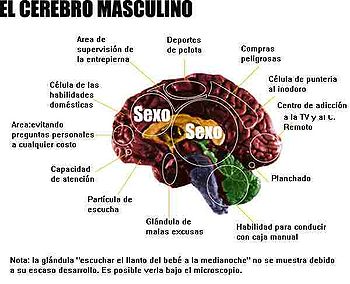 EL CEREBRO MASCULINO
Area de
supervisión de
la entrepierna
Deportes
de pelota
Compras
peligrosas
Célula de las
habilidades
domésticas
Célula de puntería
al inodoro
Sexo
Sexo
Centro de adicción
a la TV y al C.
Remoto
Area:evitando
preguntas personales
a cualquier costo
Capacidad
de atención
Planchado
Partícula de
escucha
Glándula de
malas excusas
Habilidad para conducir
con caja manual
Nota: la glándula "escuchar el llanto del bebé a la medianoche" no se muestra debido
a su escaso desarrollo. Es posible verla bajo el microscopio.